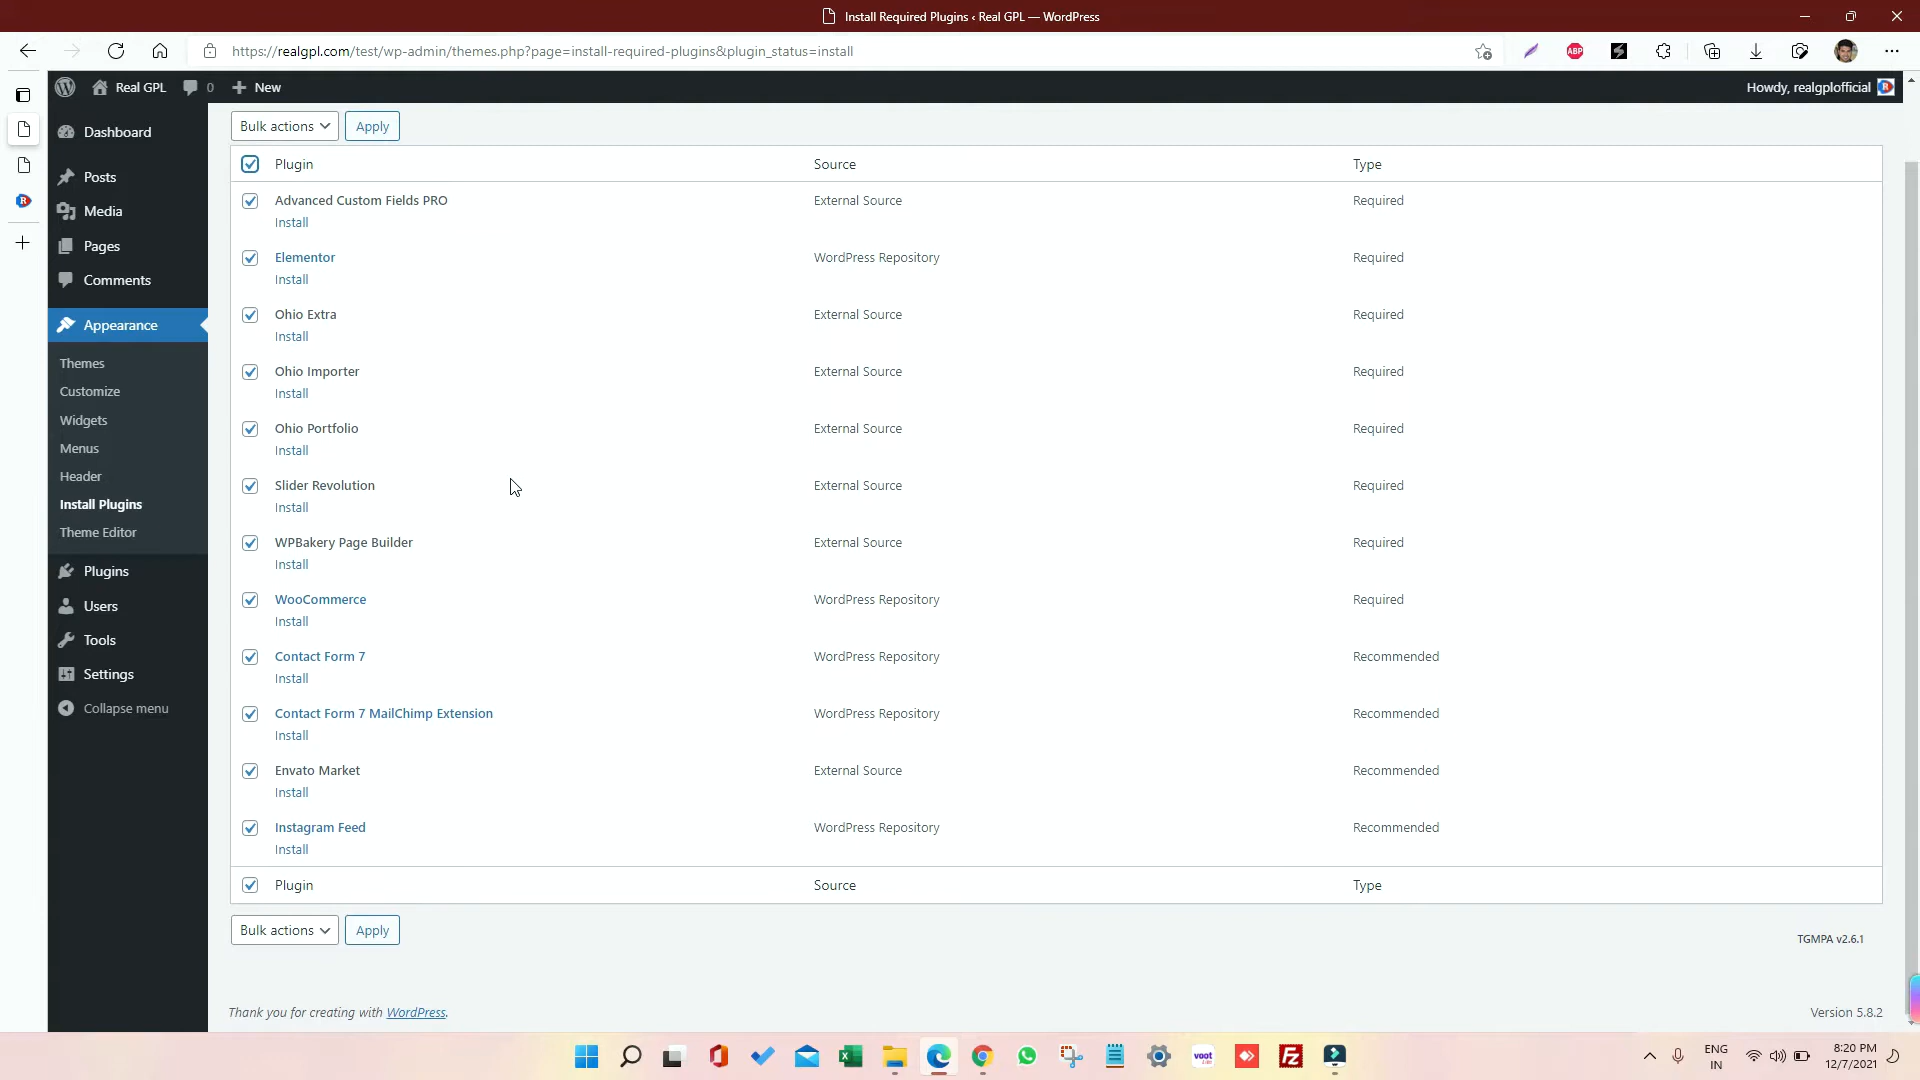 Install Required Plugins ‹ Real GPL — WordPress
https://realgpl.com/test/wp-admin/themes.php?page=install-required-plugins&plugin_status=install
ABP
Real GPL 0 New
Howdy, realgplofficial
Dashboard
Posts
Media
Pages
Comments
Appearance
Themes
Customize
Widgets
Menus
Header
Install Plugins
Theme Editor
Plugins
Users
Tools
Settings
Collapse menu
Bulk actions Apply
Plugin Source Type
Advanced Custom Fields PRO External Source Required
Install
Elementor WordPress Repository Required
Install
Ohio Extra External Source Required
Install
Ohio Importer External Source Required
Install
Ohio Portfolio External Source Required
Install
Slider Revolution External Source Required
Install
WPBakery Page Builder External Source Required
Install
WooCommerce WordPress Repository Required
Install
Contact Form 7 WordPress Repository Recommended
Install
Contact Form 7 MailChimp Extension WordPress Repository Recommended
Install
Envato Market External Source Recommended
Install
Instagram Feed WordPress Repository Recommended
Install
Plugin Source Type
Bulk actions Apply
TGMPA v2.6.1
Thank you for creating with WordPress.
Version 5.8.2
voot
ENG
IN
8:20 PM
12/7/2021